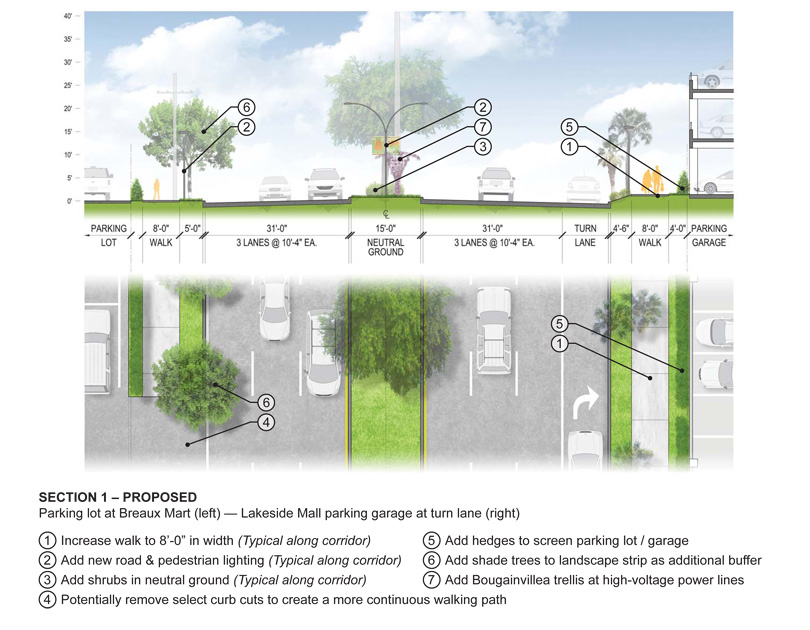 40'
35'
30'
25'
20'
15'
10'
5'
0'
6
2
2
7
3
5
1
℄
PARKING LOT
8'-0" WALK
5'-0"
31'-0"
3 LANES @ 10'-4" EA.
15'-0"
NEUTRAL GROUND
31'-0"
3 LANES @ 10'-4" EA.
TURN LANE
4'-6"
8'-0" WALK
4'-0"
PARKING GARAGE
5
1
6
4
SECTION 1 – PROPOSED
Parking lot at Breaux Mart (left) — Lakeside Mall parking garage at turn lane (right)
1 Increase walk to 8'-0” in width (Typical along corridor)
2 Add new road & pedestrian lighting (Typical along corridor)
3 Add shrubs in neutral ground (Typical along corridor)
4 Potentially remove select curb cuts to create a more continuous walking path
5 Add hedges to screen parking lot / garage
6 Add shade trees to landscape strip as additional buffer
7 Add Bougainvillea trellis at high-voltage power lines